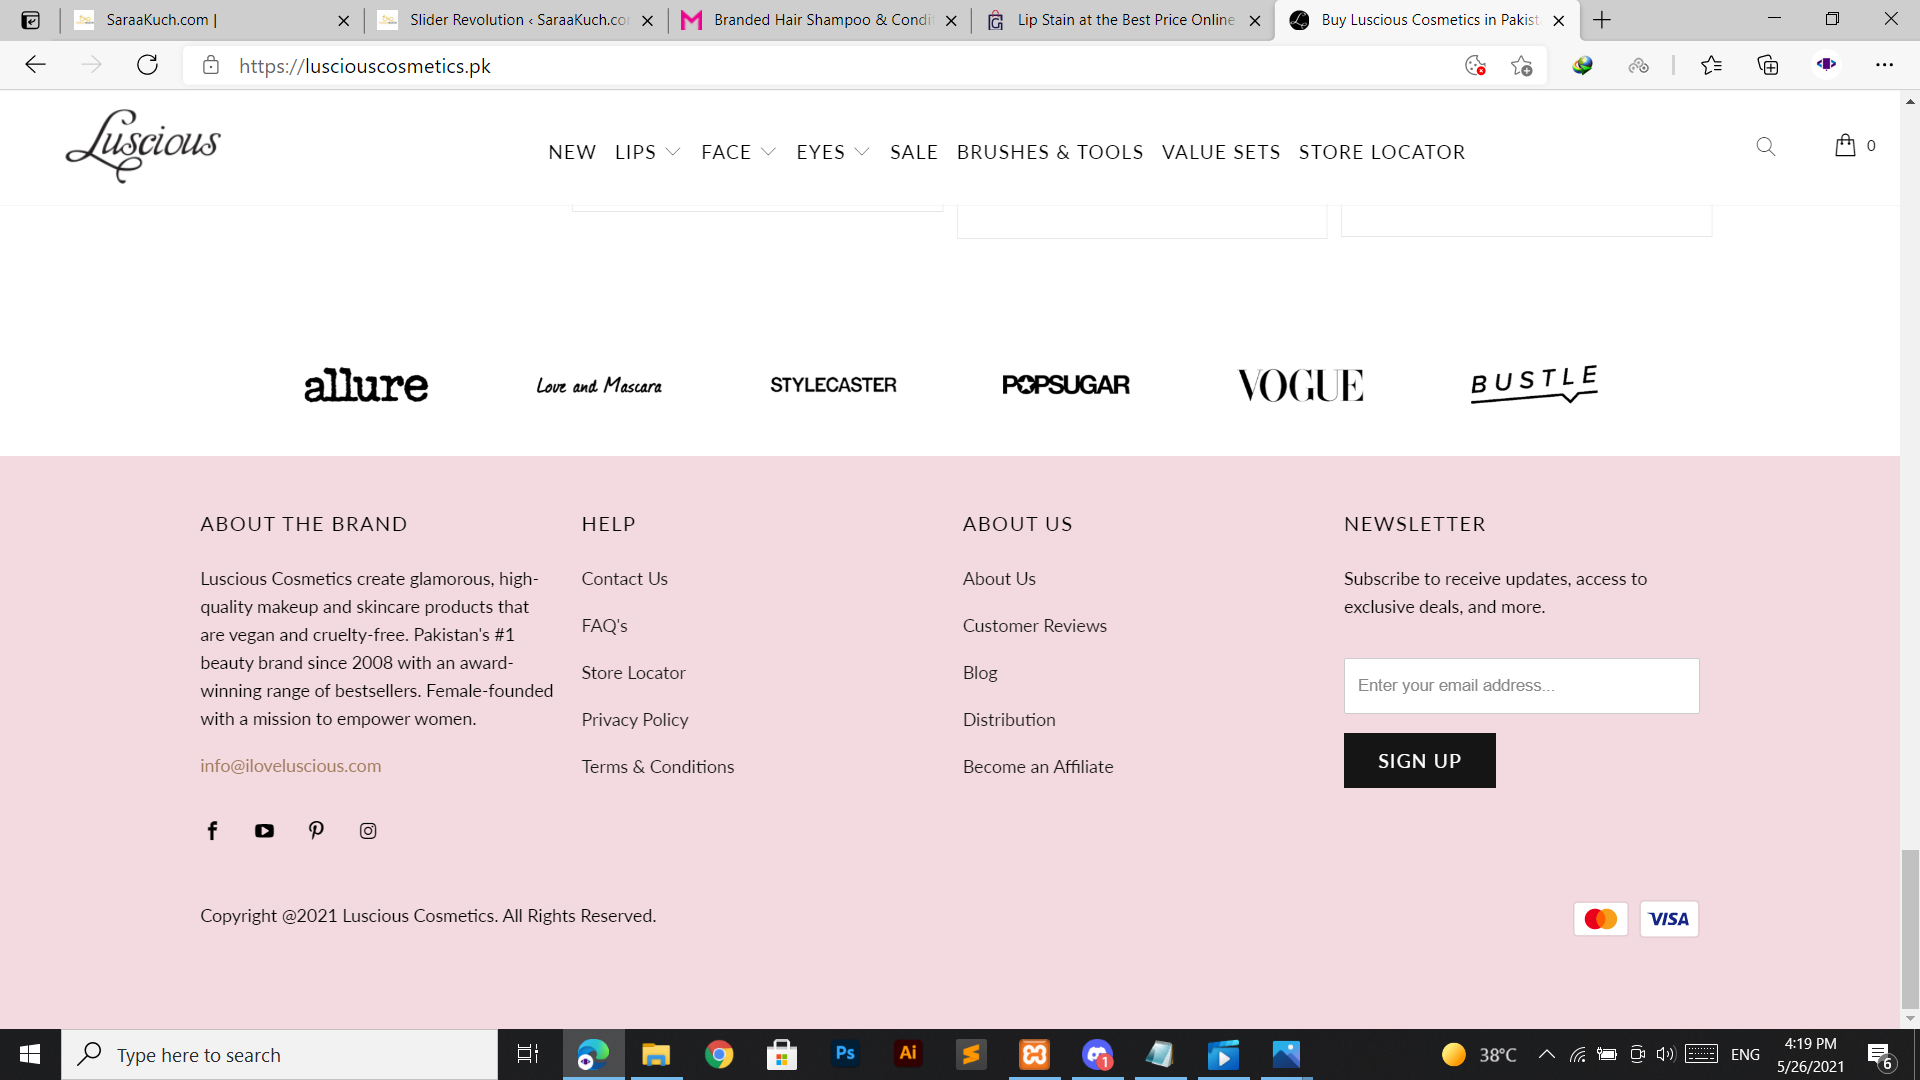 SaraaKuch.com |
Slider Revolution ‹ SaraaKuch.co
Branded Hair Shampoo & Condi
Lip Stain at the Best Price Online
Buy Luscious Cosmetics in Pakist
https://lusciouscosmetics.pk
Luscious
NEW LIPS FACE EYES SALE BRUSHES & TOOLS VALUE SETS STORE LOCATOR
0
allure
Love and Mascara
STYLECASTER
POPSUGAR
VOGUE
BUSTLE
ABOUT THE BRAND
Luscious Cosmetics create glamorous, high-
quality makeup and skincare products that
are vegan and cruelty-free. Pakistan's #1
beauty brand since 2008 with an award-
winning range of bestsellers. Female-founded
with a mission to empower women.
info@iloveluscious.com
HELP
Contact Us
FAQ's
Store Locator
Privacy Policy
Terms & Conditions
ABOUT US
About Us
Customer Reviews
Blog
Distribution
Become an Affiliate
NEWSLETTER
Subscribe to receive updates, access to
exclusive deals, and more.
Enter your email address...
SIGN UP
Copyright @2021 Luscious Cosmetics. All Rights Reserved.
VISA
Type here to search
Ps
Ai
1
38°C
ENG
4:19 PM
5/26/2021
6